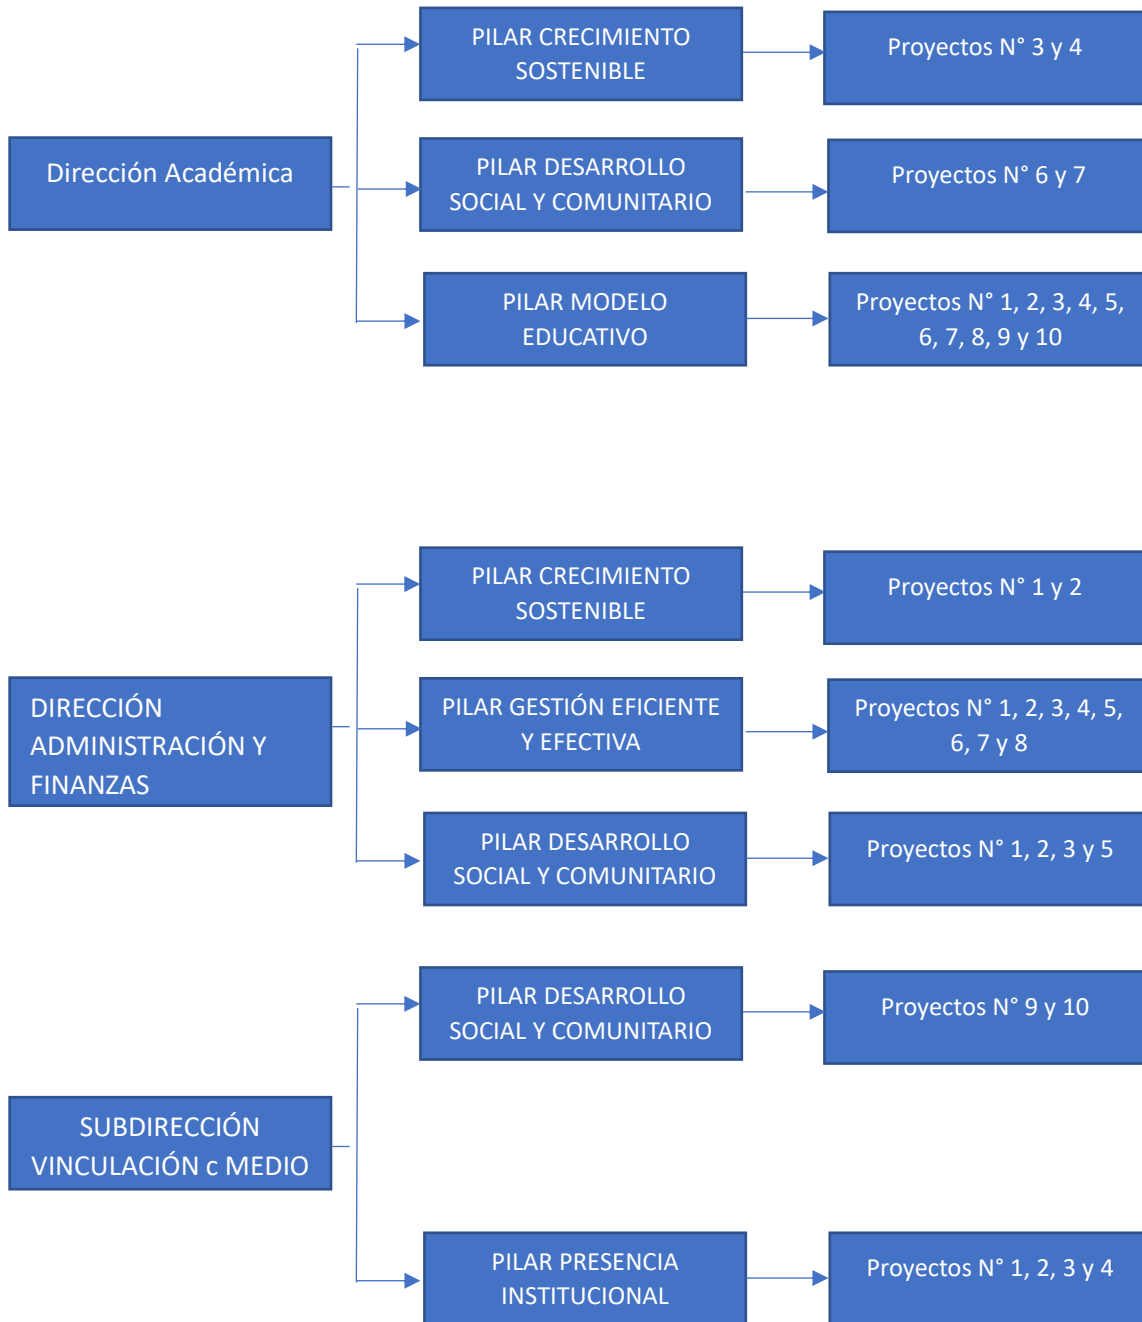 PILAR CRECIMIENTO
SOSTENIBLE
Proyectos N° 3 y 4
Dirección Académica
PILAR DESARROLLO
SOCIAL Y COMUNITARIO
Proyectos N° 6 y 7
PILAR MODELO
EDUCATIVO
Proyectos N° 1, 2, 3, 4, 5,
6, 7, 8, 9 y 10
PILAR CRECIMIENTO
SOSTENIBLE
Proyectos N° 1 y 2
DIRECCIÓN
ADMINISTRACIÓN Y
FINANZAS
PILAR GESTIÓN EFICIENTE
Y EFECTIVA
Proyectos N° 1, 2, 3, 4, 5,
6, 7 y 8
PILAR DESARROLLO
SOCIAL Y COMUNITARIO
Proyectos N° 1, 2, 3 y 5
PILAR DESARROLLO
SOCIAL Y COMUNITARIO
Proyectos N° 9 y 10
SUBDIRECCIÓN
VINCULACIÓN c MEDIO
PILAR PRESENCIA
INSTITUCIONAL
Proyectos N° 1, 2, 3 y 4